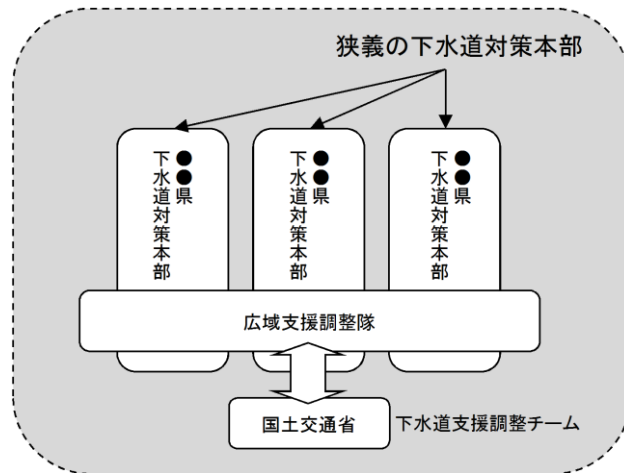 狭義の下水道対策本部
●●県
下水道対策本部
●●県
下水道対策本部
●●県
下水道対策本部
広域支援調整隊
国土交通省
下水道支援調整チーム